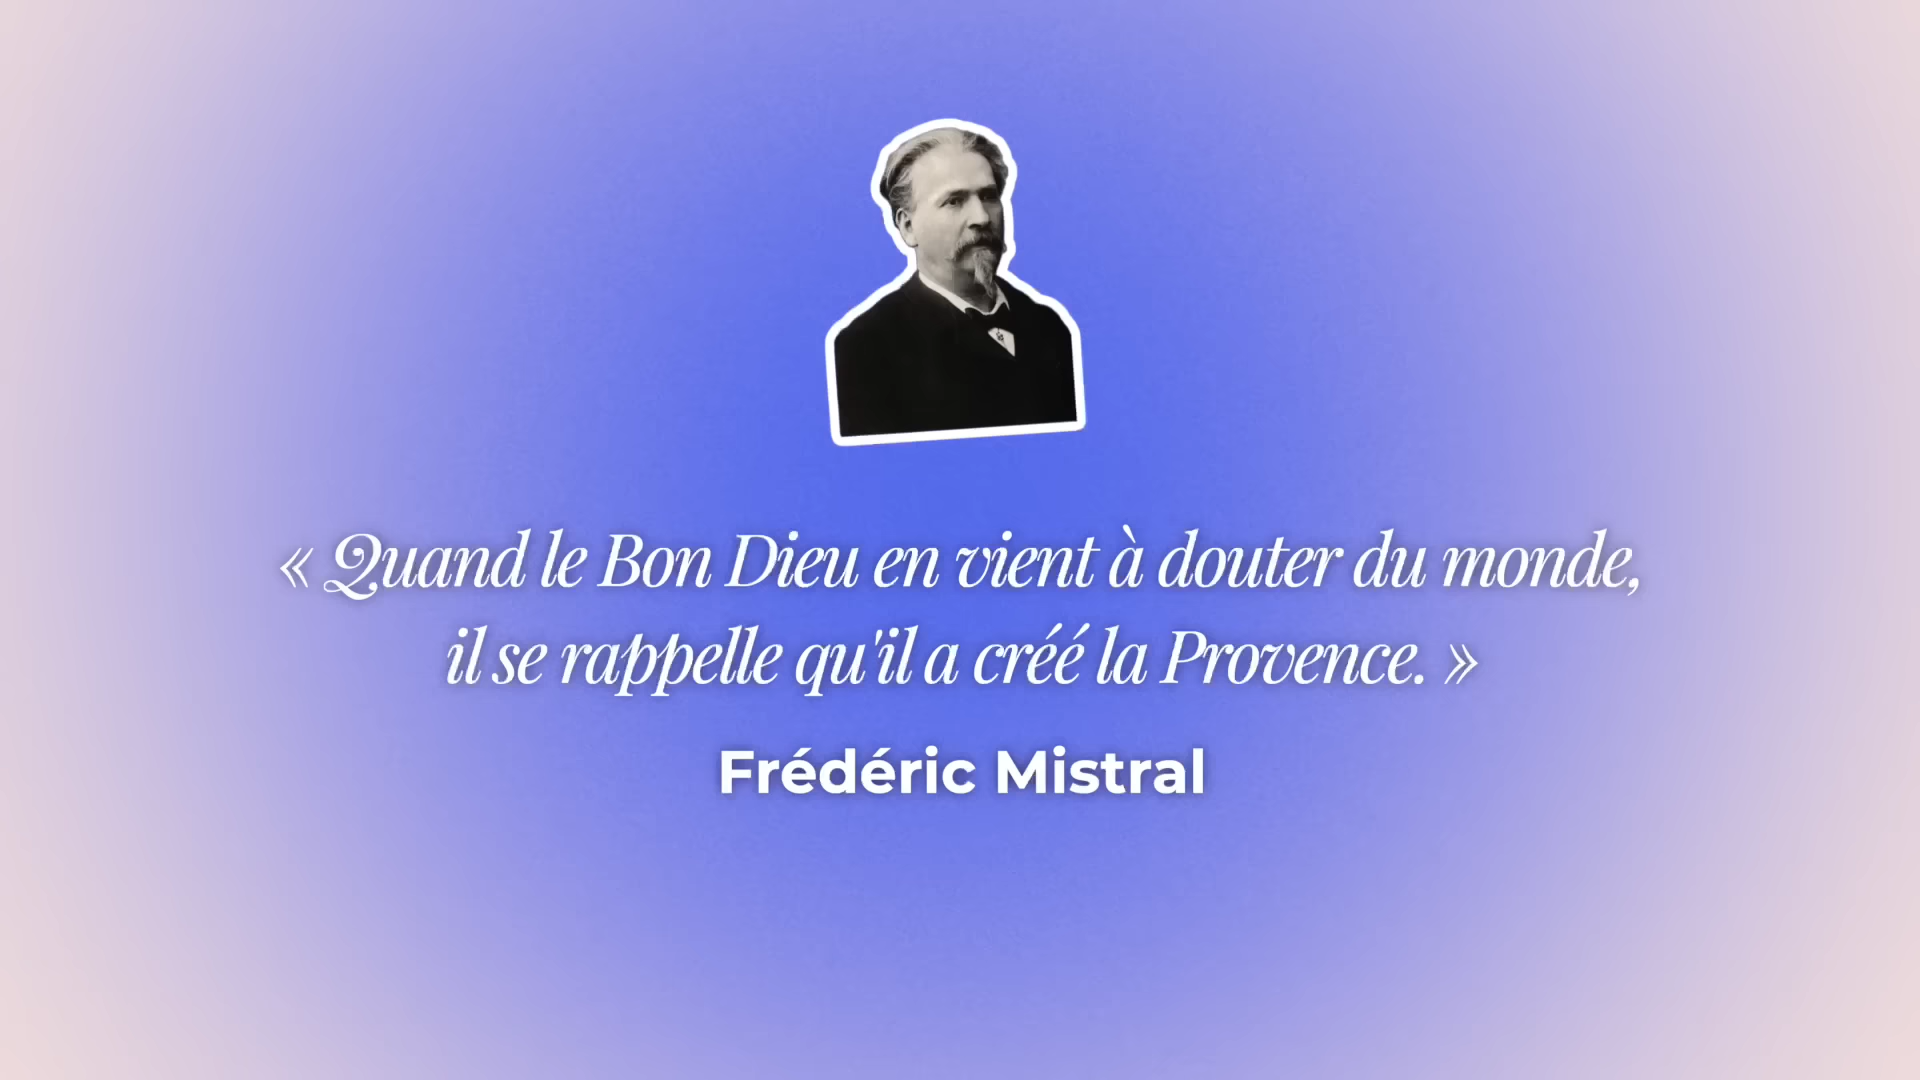 « Quand le Bon Dieu en vient à douter du monde,
il se rappelle qu'il a créé la Provence. »
Frédéric Mistral